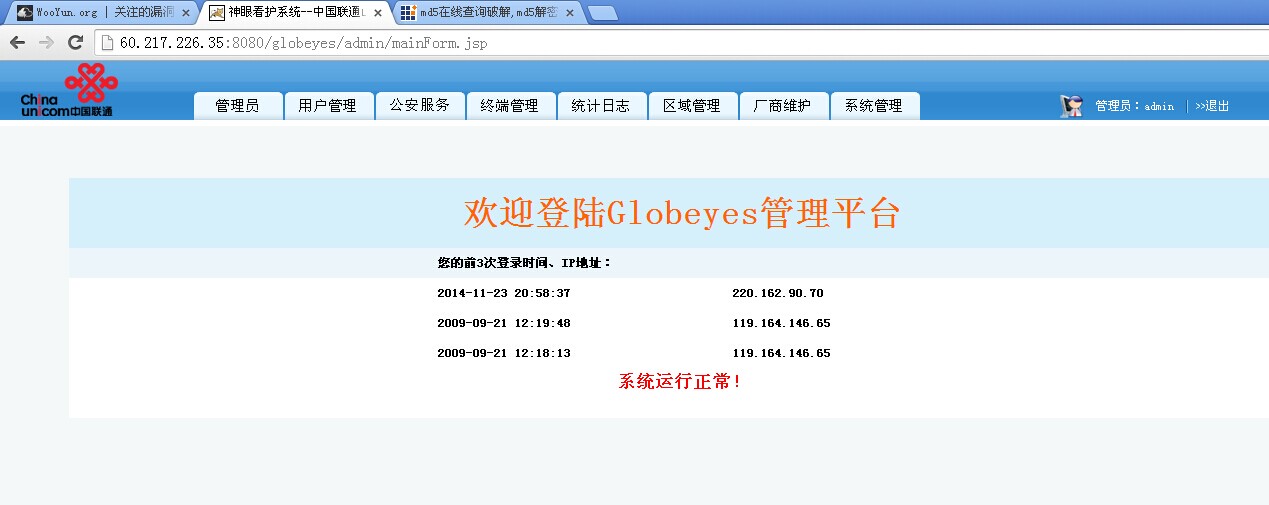 WooYun.org | 关注的漏洞
神眼看护系统--中国联通
md5在线查询破解,md5解密
60.217.226.35:8080/globeyes/admin/mainForm.jsp
China unicom中国联通
管理员 用户管理 公安服务 终端管理 统计日志 区域管理 厂商维护 系统管理
管理员：admin | >>退出
欢迎登陆Globeyes管理平台
您的前3次登录时间、IP地址：
2014-11-23 20:58:37 220.162.90.70
2009-09-21 12:19:48 119.164.146.65
2009-09-21 12:18:13 119.164.146.65
系统运行正常!